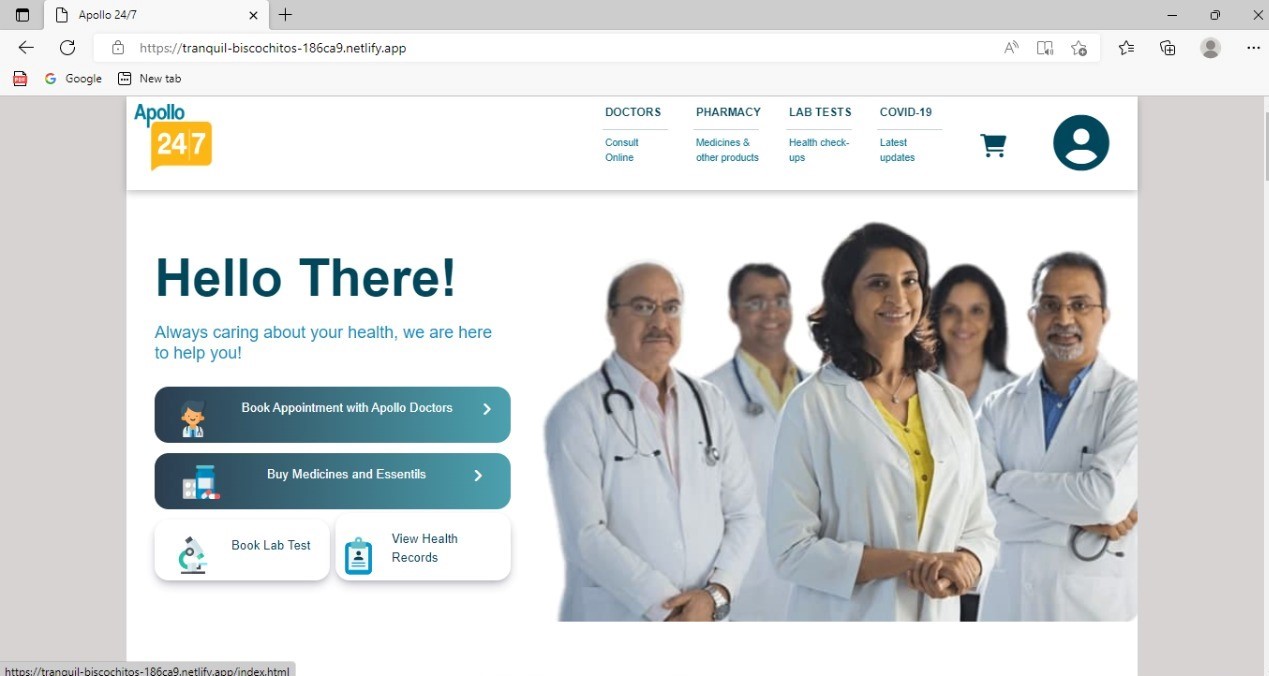 Apollo 24/7
https://tranquil-biscochitos-186ca9.netlify.app
PDF
Google
New tab
Apollo
24|7
DOCTORS
Consult
Online
PHARMACY
Medicines &
other products
LAB TESTS
Health check-
ups
COVID-19
Latest
updates
Hello There!
Always caring about your health, we are here
to help you!
Book Appointment with Apollo Doctors
Buy Medicines and Essentils
Book Lab Test
View Health
Records
https://tranquil-biscochitos-186ca9.netlify.app/index.html